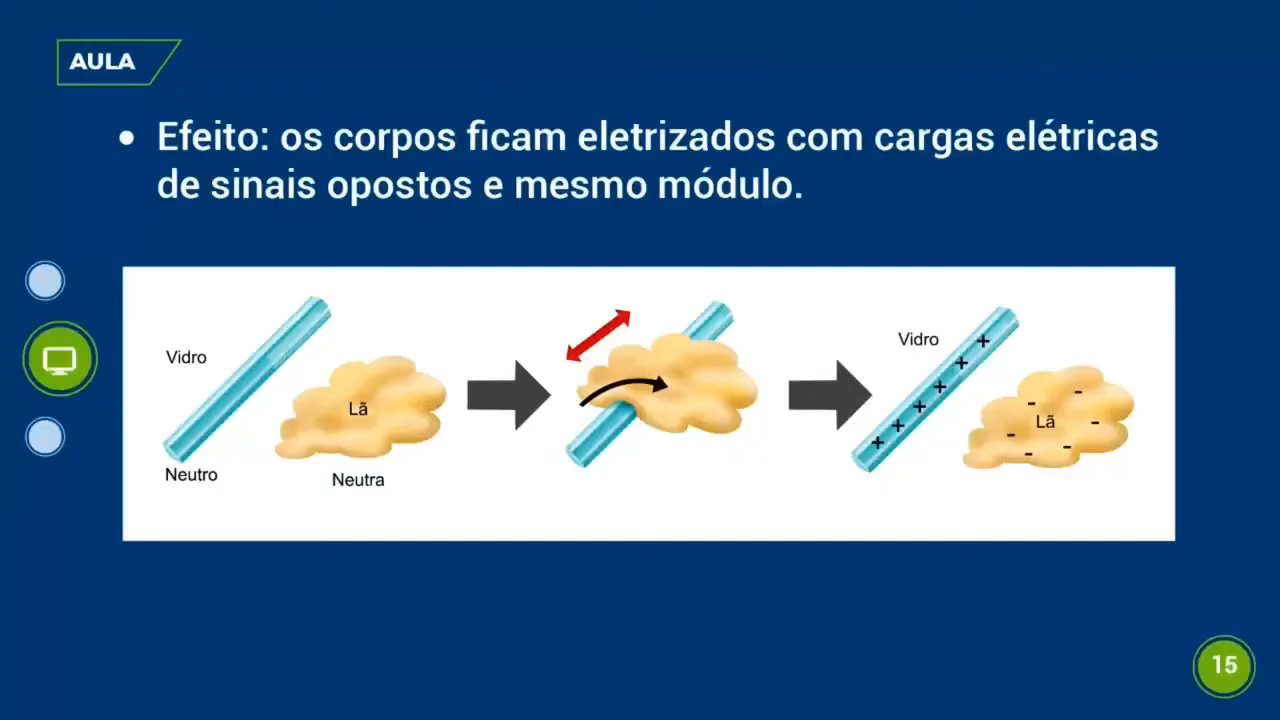 AULA
• Efeito: os corpos ficam eletrizados com cargas elétricas
de sinais opostos e mesmo módulo.
Vidro
Lã
Neutro
Neutra
Vidro
+ + + + + +
Lã
- - - - - -
15